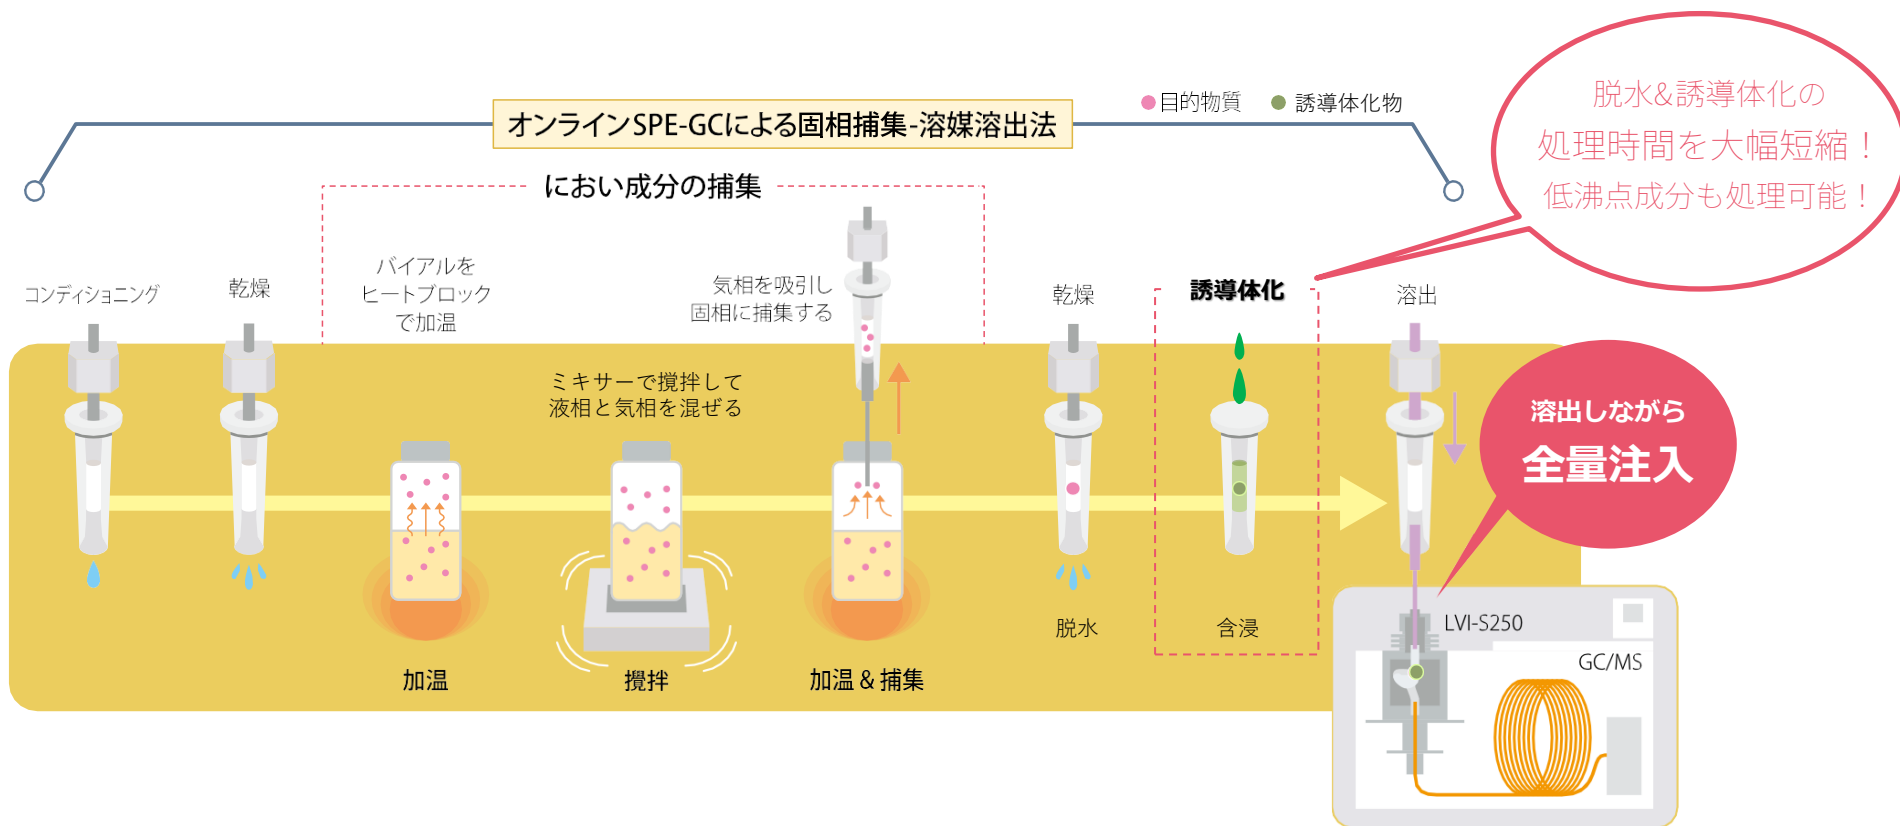 脱水&誘導体化の
処理時間を大幅短縮！
低沸点成分も処理可能！
目的物質
誘導体化物
オンラインSPE-GCによる固相捕集-溶媒溶出法
におい成分の捕集
コンディショニング
乾燥
バイアルを
ヒートブロック
で加温
ミキサーで攪拌して
液相と気相を混ぜる
気相を吸引し
固相に捕集する
乾燥
誘導体化
溶出
溶出しながら
全量注入
加温
攪拌
加温 & 捕集
脱水
含浸
LVI-S250
GC/MS